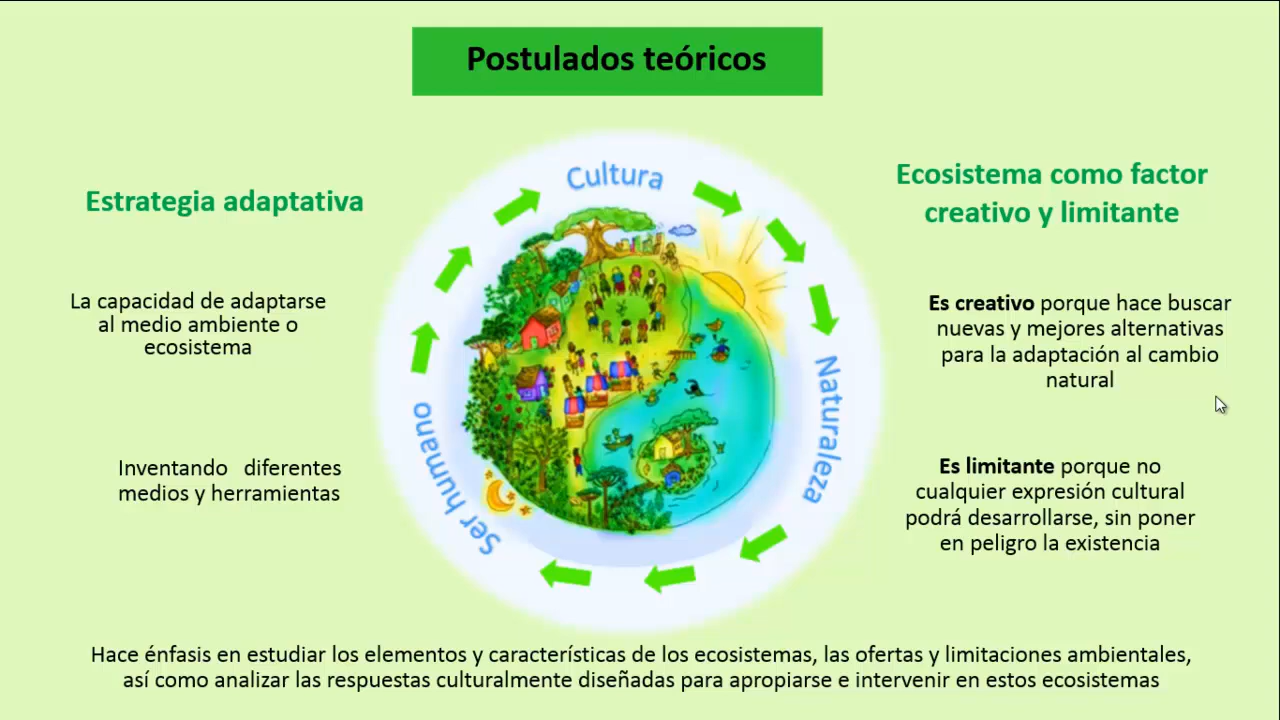 Postulados teóricos
Estrategia adaptativa
La capacidad de adaptarse
al medio ambiente o
ecosistema
Inventando diferentes
medios y herramientas
Cultura
Naturaleza
Ser humano
Ecosistema como factor
creativo y limitante
Es creativo porque hace buscar
nuevas y mejores alternativas
para la adaptación al cambio
natural
Es limitante porque no
cualquier expresión cultural
podrá desarrollarse, sin poner
en peligro la existencia
Hace énfasis en estudiar los elementos y características de los ecosistemas, las ofertas y limitaciones ambientales,
así como analizar las respuestas culturalmente diseñadas para apropiarse e intervenir en estos ecosistemas